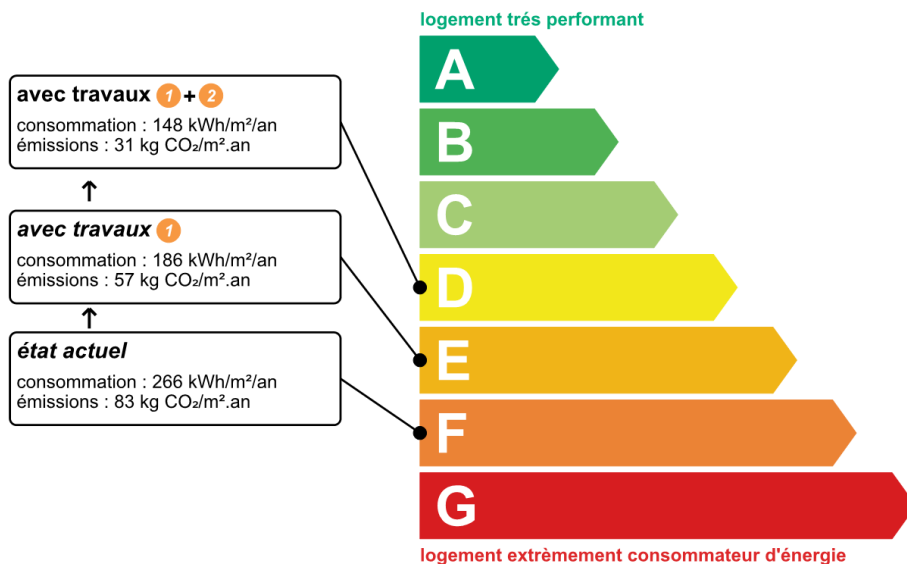 logement trés performant
A
B
C
D
E
F
G
logement extrèmement consommateur d'énergie
avec travaux 1 + 2
consommation : 148 kWh/m²/an
émissions : 31 kg CO₂/m².an
avec travaux 1
consommation : 186 kWh/m²/an
émissions : 57 kg CO₂/m².an
état actuel
consommation : 266 kWh/m²/an
émissions : 83 kg CO₂/m².an